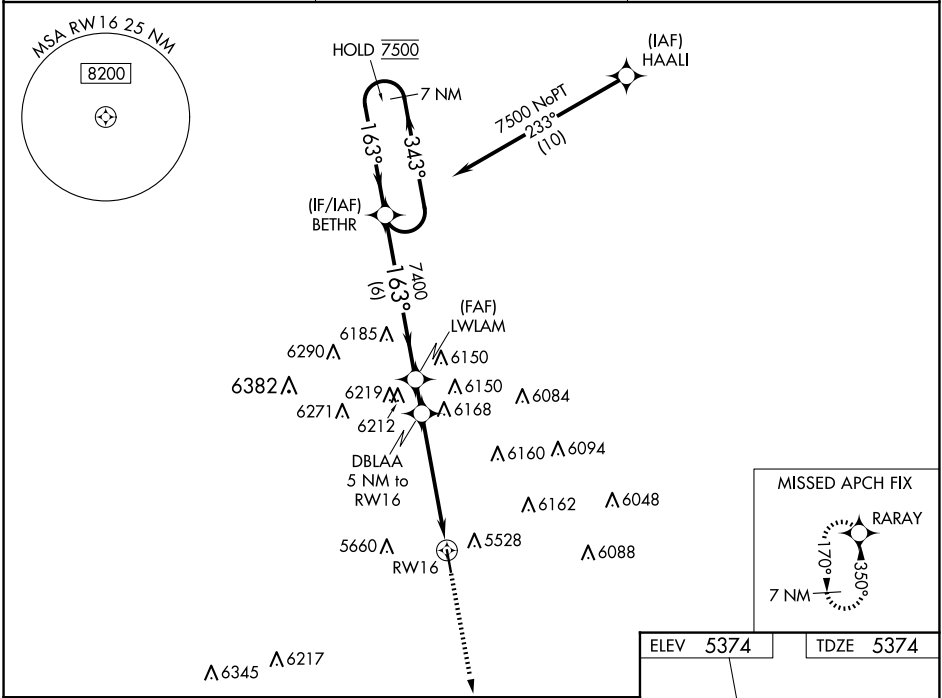 MSA RW16 25 NM
8200
HOLD 7500
7 NM
163°
343°
(IAF)
HAALI
7500 NoPT
233°
(10)
(IF/IAF)
BETHR
7400
163°
(6)
(FAF)
LWLAM
6185
6290
6150
6382
6219
6150
6084
6271
6212
6168
DBLAA
5 NM to
RW16
6160
6094
6162
6048
5660
5528
6088
RW16
6345
6217
MISSED APCH FIX
RARAY
170°
350°
7 NM
ELEV 5374
TDZE 5374